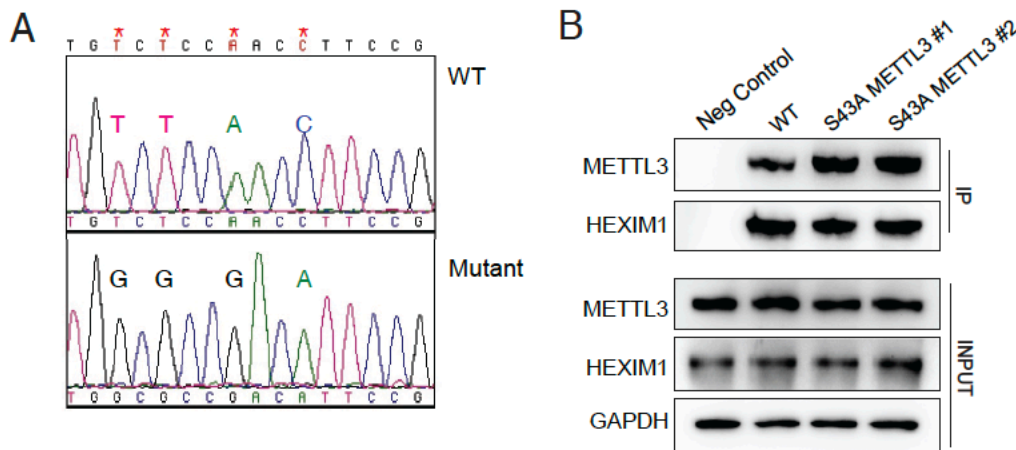 A
* * * *
T G T C T C C A A C C T T C C G
WT
T T A C
T G T C T C C A A C C T T C C G
Mutant
G G G A
T G G C G C C G A C A T T C C G
B
Neg Control
WT
S43A METTL3 #1
S43A METTL3 #2
METTL3
HEXIM1
IP
METTL3
HEXIM1
GAPDH
INPUT